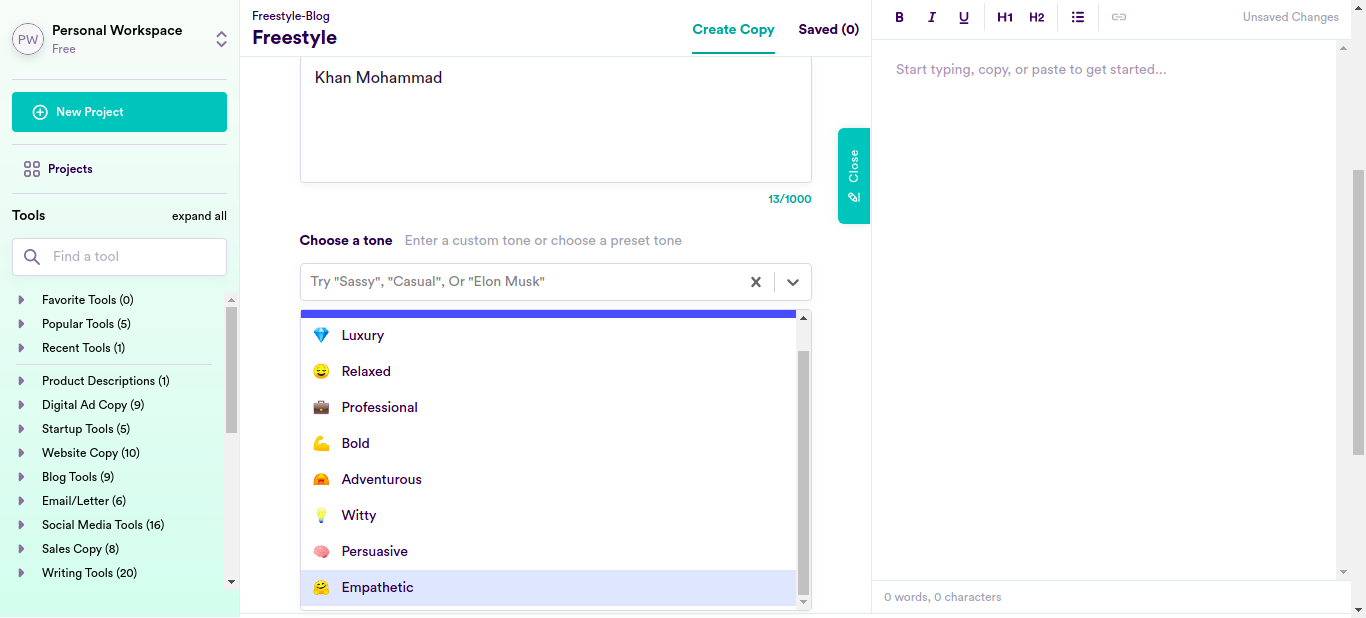 PW
Personal Workspace
Free
New Project
Projects
Tools
expand all
Find a tool
Favorite Tools (0)
Popular Tools (5)
Recent Tools (1)
Product Descriptions (1)
Digital Ad Copy (9)
Startup Tools (5)
Website Copy (10)
Blog Tools (9)
Email/Letter (6)
Social Media Tools (16)
Sales Copy (8)
Writing Tools (20)
Freestyle-Blog
Freestyle
Create Copy
Saved (0)
Khan Mohammad
13/1000
Close
Choose a tone
Enter a custom tone or choose a preset tone
Try "Sassy", "Casual", Or "Elon Musk"
Luxury
Relaxed
Professional
Bold
Adventurous
Witty
Persuasive
Empathetic
B I U H1 H2
Unsaved Changes
Start typing, copy, or paste to get started...
0 words, 0 characters